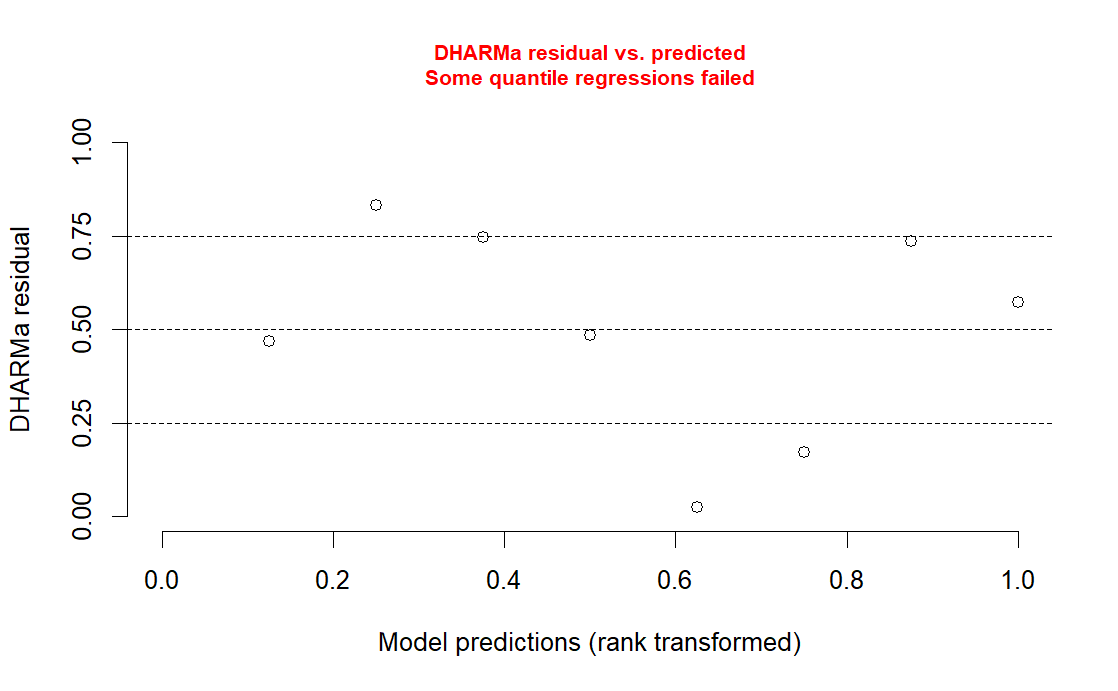 DHARMa residual vs. predicted
Some quantile regressions failed
1.00
0.75
0.50
0.25
0.00
DHARMa residual
0.0 0.2 0.4 0.6 0.8 1.0
Model predictions (rank transformed)